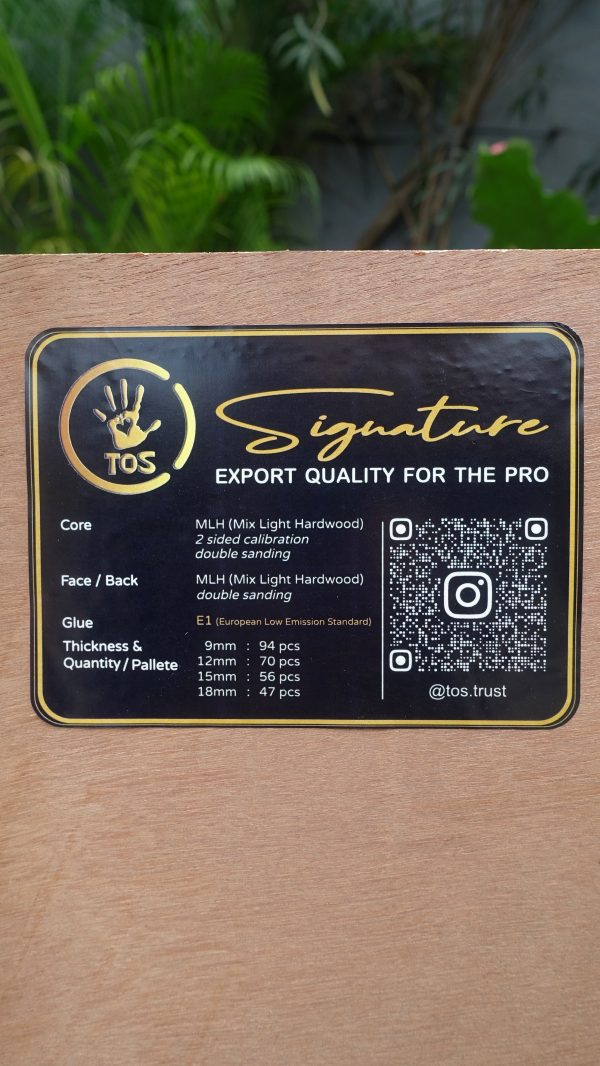 TOS
Signature
EXPORT QUALITY FOR THE PRO
Core MLH (Mix Light Hardwood)
2 sided calibration
double sanding
Face / Back MLH (Mix Light Hardwood)
double sanding
Glue E1 (European Low Emission Standard)
Thickness & 9mm : 94 pcs
Quantity / Pallete 12mm : 70 pcs
15mm : 56 pcs
18mm : 47 pcs
@tos.trust